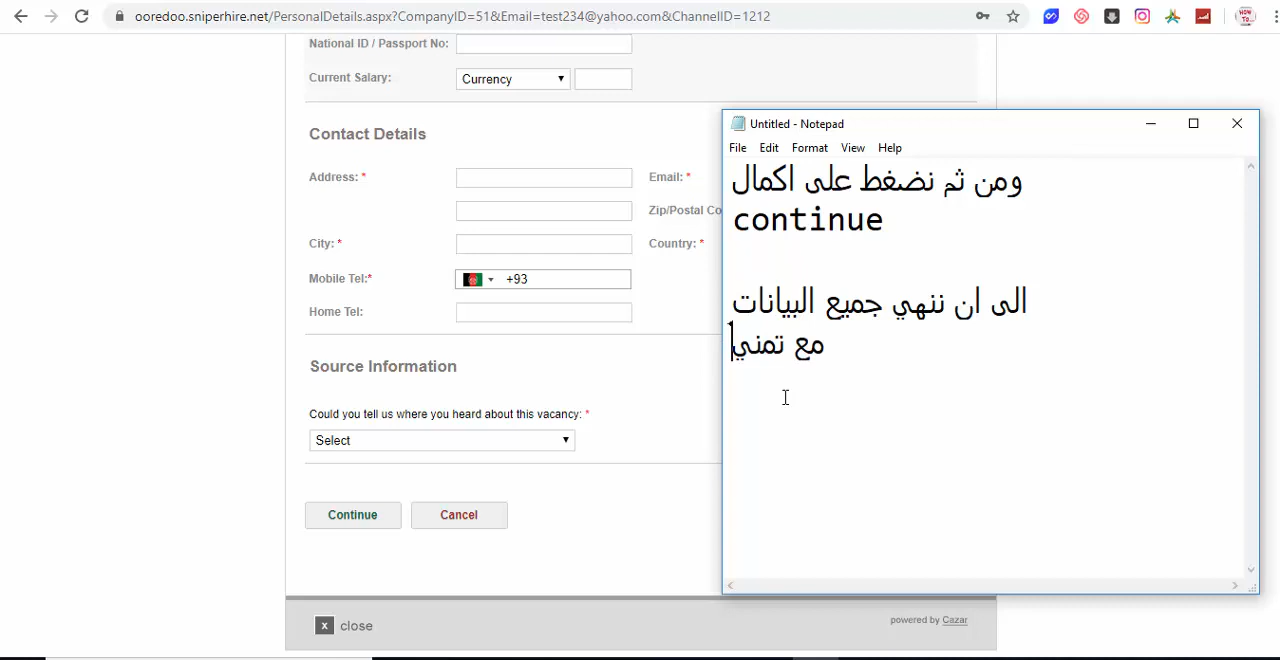 ooredoo.sniperhire.net/PersonalDetails.aspx?CompanyID=51&Email=test234@yahoo.com&ChannelID=1212
HOW TO..
National ID / Passport No:
Current Salary:
Currency
Contact Details
Address: *
Email: *
Zip/Postal Co
City: *
Country: *
Mobile Tel:*
+93
Home Tel:
Source Information
Could you tell us where you heard about this vacancy: *
Select
Continue
Cancel
x close
powered by Cazar
Untitled - Notepad
File Edit Format View Help
ومن ثم نضغط على اكمال
continue
الى ان ننهي جميع البيانات
مع تمني